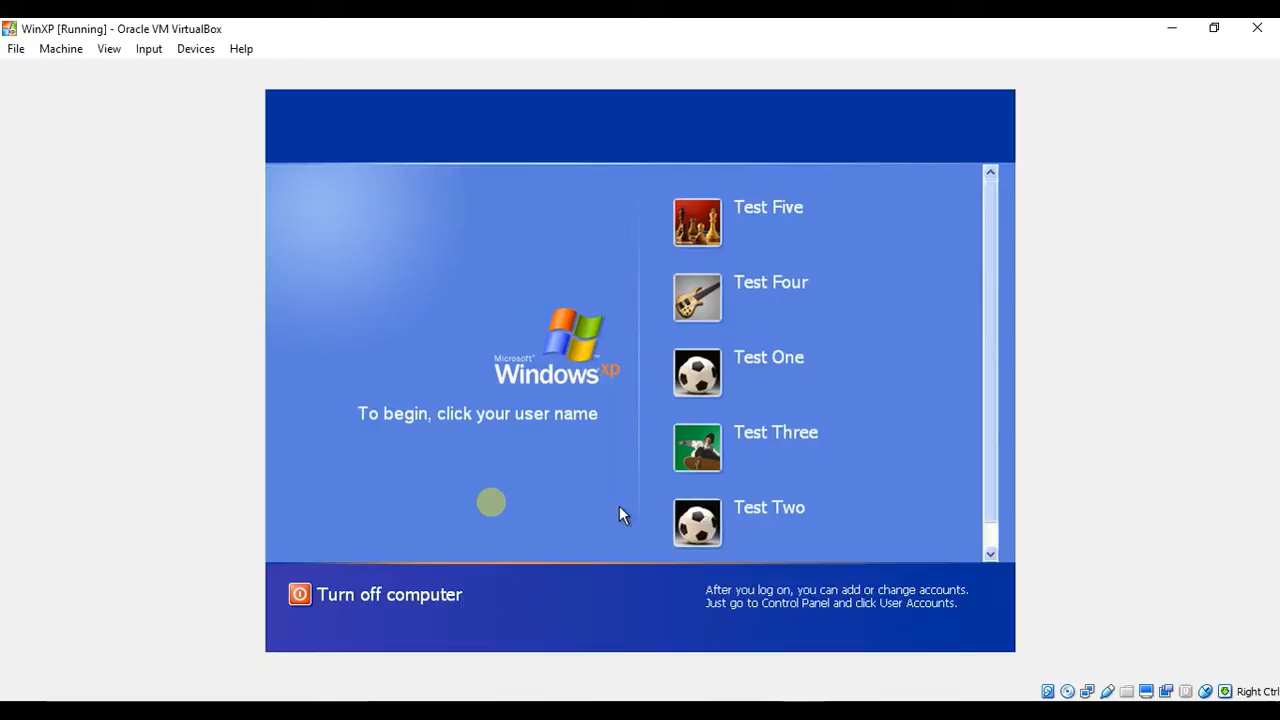 WinXP [Running] - Oracle VM VirtualBox
File Machine View Input Devices Help
Test Five
Test Four
Test One
Test Three
Test Two
Microsoft
Windows xp
To begin, click your user name
Turn off computer
After you log on, you can add or change accounts.
Just go to Control Panel and click User Accounts.
Right Ctrl